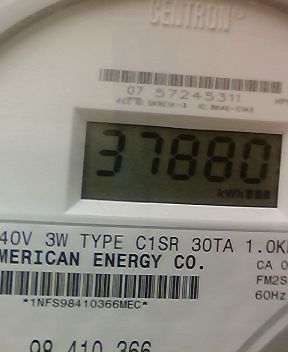 CENTRON®
07 57245311
37880
kWh
40V 3W TYPE C1SR 30TA 1.0K
MERICAN ENERGY CO.
CA 0
FM2S
*1NFS98410366MEC*
60Hz
98 410 366